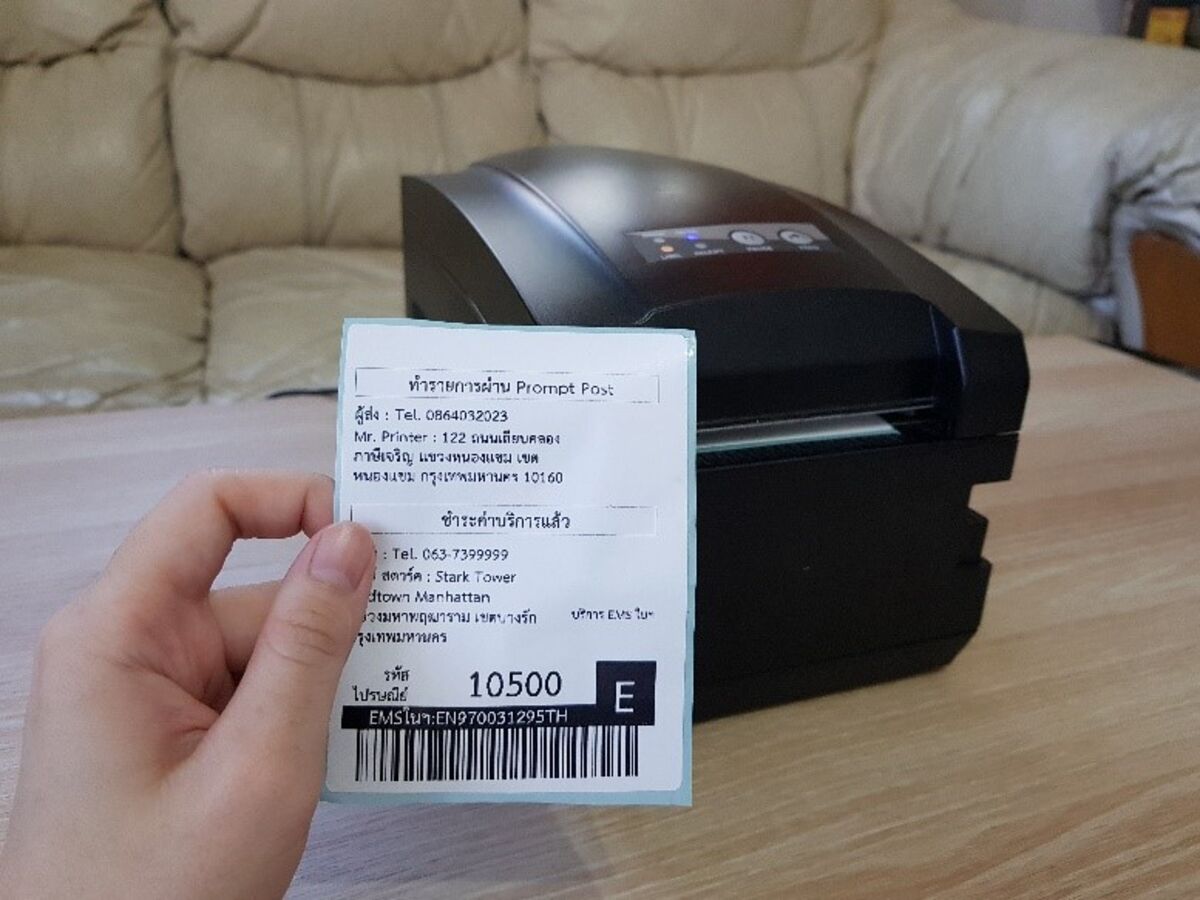 ทำรายการผ่าน Prompt Post
ผู้ส่ง : Tel. 0864032023
Mr. Printer : 122 ถนนเลียบคลอง
ภาษีเจริญ แขวงหนองแขม เขต
หนองแขม กรุงเทพมหานคร 10160
ชำระค่าบริการแล้ว
: Tel. 063-7399999
สตาร์ค : Stark Tower
Manhattan
มหาพฤฒาราม เขตบางรัก
บริการ EMS ในฯ
กรุงเทพมหานคร
รหัส
ไปรษณีย์
10500
E
EMSในฯ:EN970031295TH